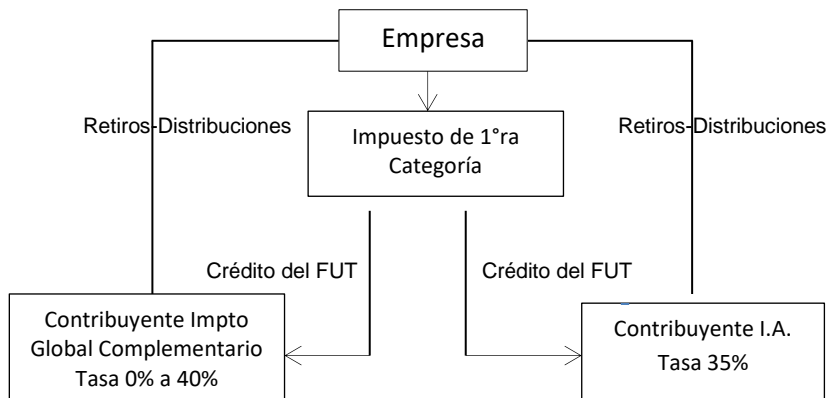 Empresa
Retiros-Distribuciones
Retiros-Distribuciones
Impuesto de 1°ra
Categoría
Crédito del FUT
Crédito del FUT
Contribuyente Impto
Global Complementario
Tasa 0% a 40%
Contribuyente I.A.
Tasa 35%